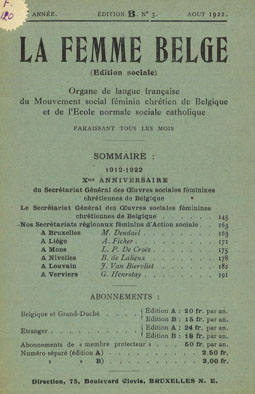 ANNÉE. ÉDITION B. N° 3. AOUT 1922.
LA FEMME BELGE
(Edition sociale)
Organe de langue française
du Mouvement social féminin chrétien de Belgique
et de l'Ecole normale sociale catholique
PARAISSANT TOUS LES MOIS
SOMMAIRE :
1912-1922
Xme ANNIVERSAIRE
du Secrétariat Général des Œuvres sociales féminines
chrétiennes de Belgique
Le Secrétariat Général des Œuvres sociales féminines
chrétiennes de Belgique . . . . . . . 145
Nos Secrétariats régionaux féminins d'Action sociale . 163
A Bruxelles M. Dendael . . . . . . 163
A Liége A. Ficher . . . . . . 171
A Mons L. P. De Croës . . . . . 175
A Nivelles B. de Lalieux . . . . . 178
A Louvain J. Van Biervliet . . . . . 182
A Verviers G. Henrotay . . . . . 191
ABONNEMENTS :
Belgique et Grand-Duché . . . Edition A : 20 fr. par an.
Edition B : 15 fr. par an.
Etranger . . . . . . . Edition A : 24 fr. par an.
Edition B : 18 fr. par an.
Abonnements de « membre protecteur » . . 50 fr. par an.
Numéro séparé (édition A) . . . . . . 2,50 fr.
» » B) . . . . . . 2,00 fr.
Direction, 75, Boulevard Clovis, BRUXELLES N. E.